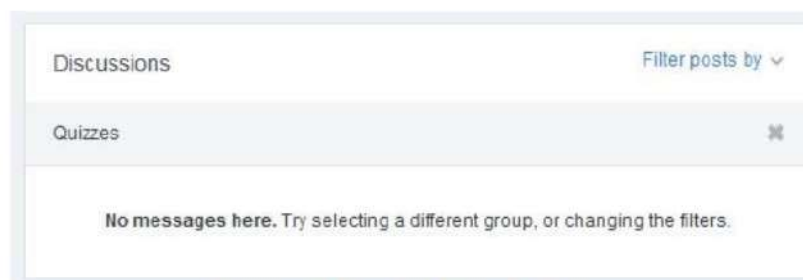 Discussions
Filter posts by
Quizzes
No messages here. Try selecting a different group, or changing the filters.